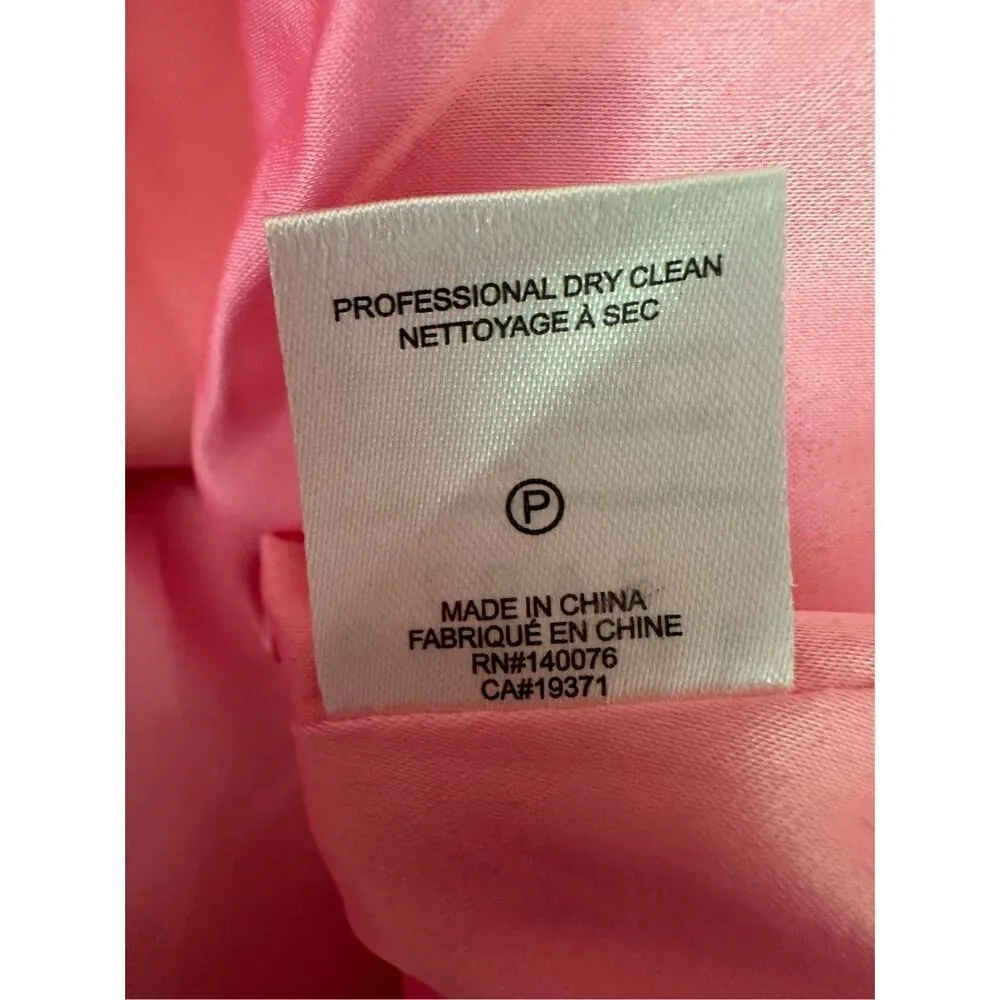 PROFESSIONAL DRY CLEAN
NETTOYAGE À SEC
P
MADE IN CHINA
FABRIQUÉ EN CHINE
RN#140076
CA#19371